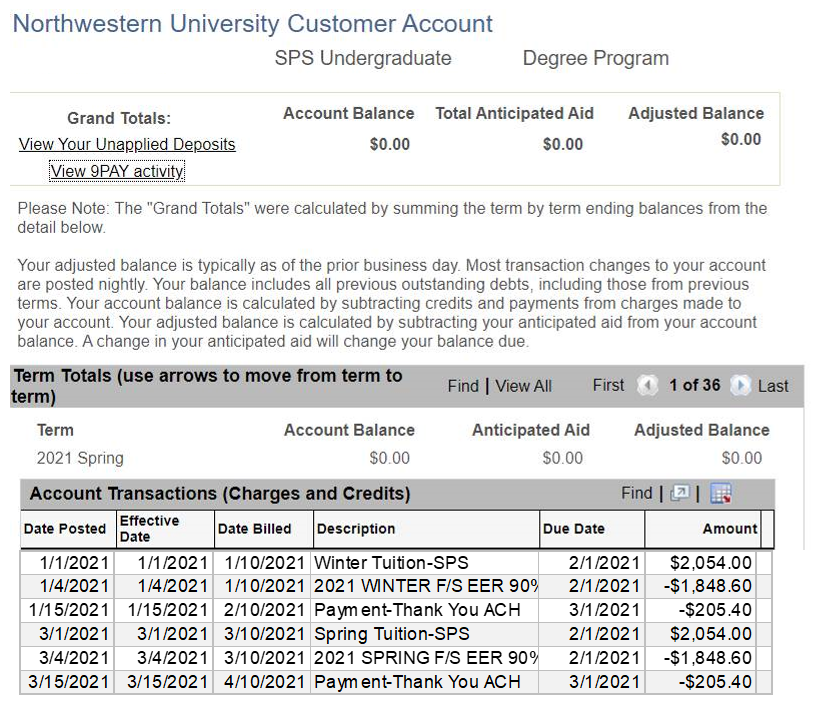 Northwestern University Customer Account
SPS Undergraduate Degree Program
Grand Totals: Account Balance Total Anticipated Aid Adjusted Balance
View Your Unapplied Deposits $0.00 $0.00 $0.00
View 9PAY activity
Please Note: The "Grand Totals" were calculated by summing the term by term ending balances from the
detail below.
Your adjusted balance is typically as of the prior business day. Most transaction changes to your account
are posted nightly. Your balance includes all previous outstanding debts, including those from previous
terms. Your account balance is calculated by subtracting credits and payments from charges made to
your account. Your adjusted balance is calculated by subtracting your anticipated aid from your account
balance. A change in your anticipated aid will change your balance due.
Term Totals (use arrows to move from term to
term) Find | View All First 1 of 36 Last
Term Account Balance Anticipated Aid Adjusted Balance
2021 Spring $0.00 $0.00 $0.00
Account Transactions (Charges and Credits) Find | |
Date Posted Effective Date Date Billed Description Due Date Amount
1/1/2021 1/1/2021 1/10/2021 Winter Tuition-SPS 2/1/2021 $2,054.00
1/4/2021 1/4/2021 1/10/2021 2021 WINTER F/S EER 90% 2/1/2021 -$1,848.60
1/15/2021 1/15/2021 2/10/2021 Payment-Thank You ACH 3/1/2021 -$205.40
3/1/2021 3/1/2021 3/10/2021 Spring Tuition-SPS 2/1/2021 $2,054.00
3/4/2021 3/4/2021 3/10/2021 2021 SPRING F/S EER 90% 2/1/2021 -$1,848.60
3/15/2021 3/15/2021 4/10/2021 Payment-Thank You ACH 3/1/2021 -$205.40